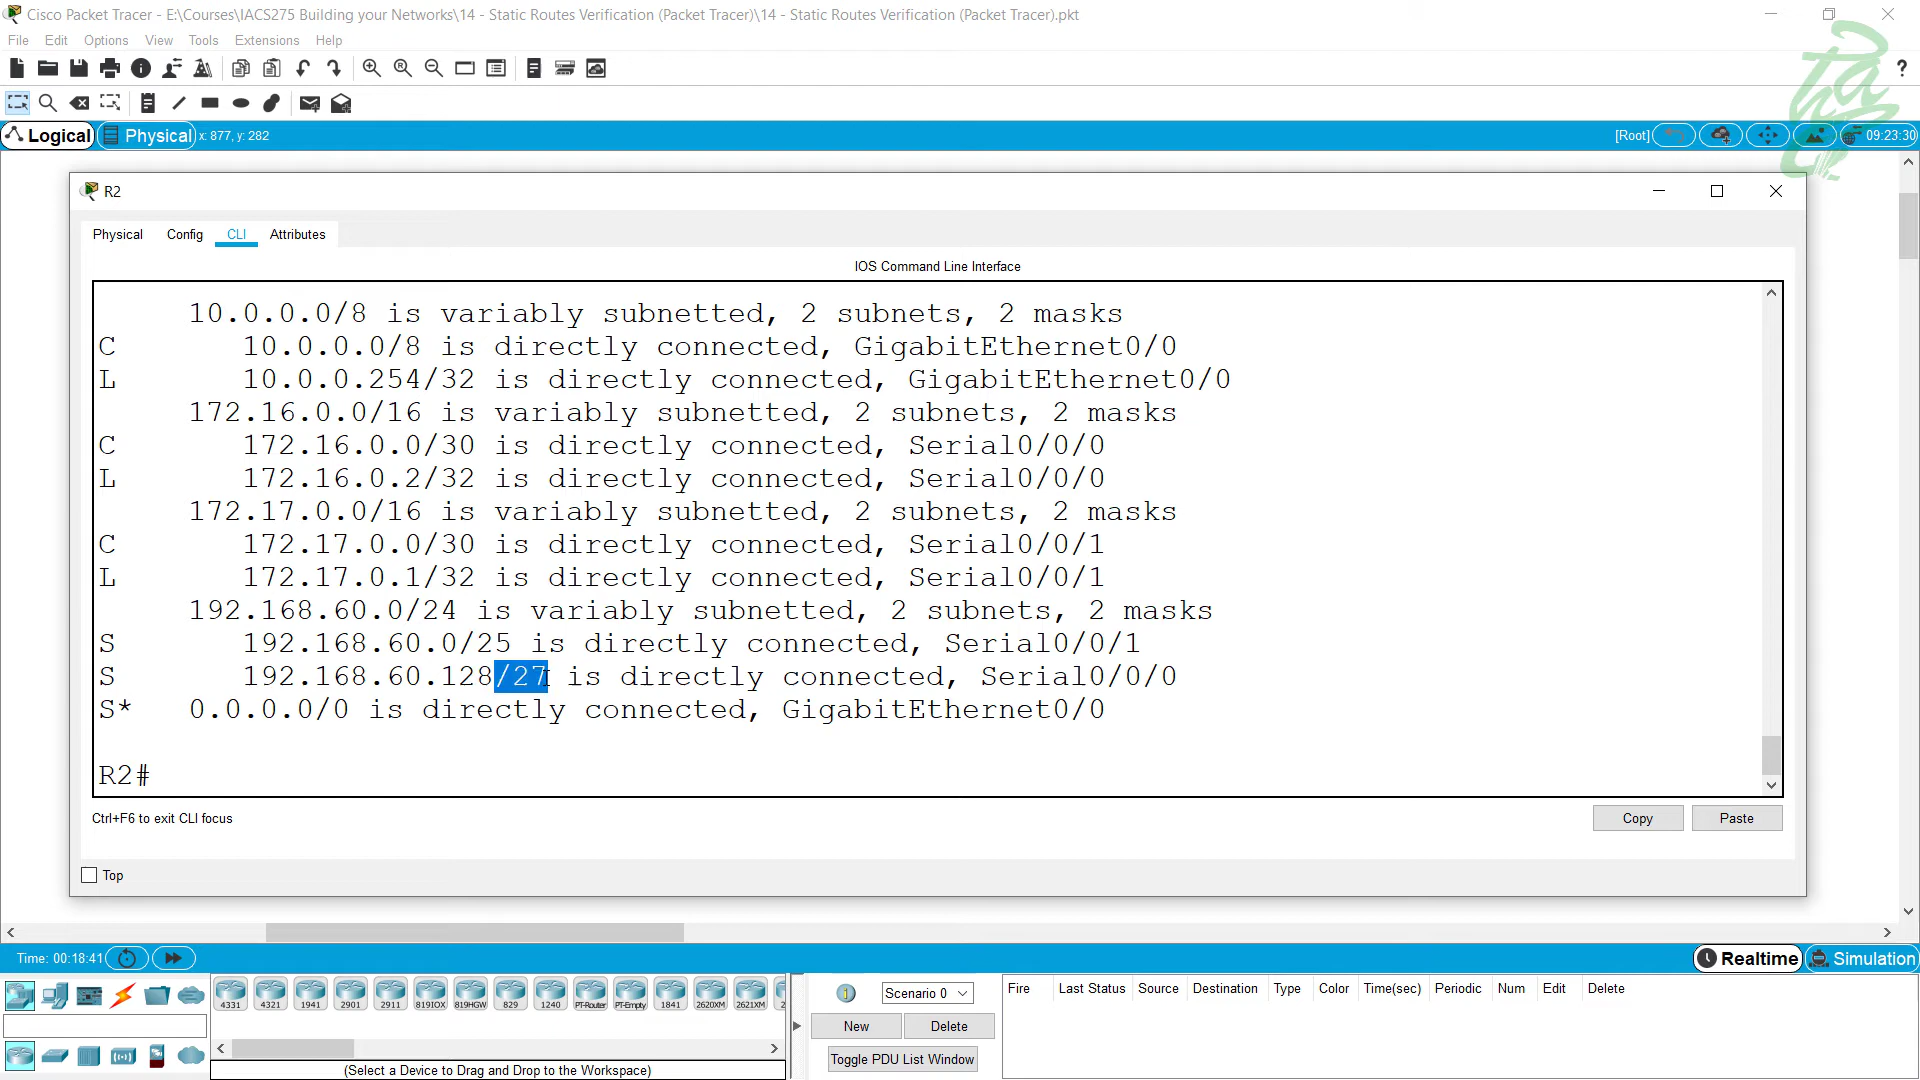 Cisco Packet Tracer - E:\Courses\IACS275 Building your Networks\14 - Static Routes Verification (Packet Tracer)\14 - Static Routes Verification (Packet Tracer).pkt
File Edit Options View Tools Extensions Help
Logical Physical x: 877, y: 282 [Root] 09:23:30
R2
Physical Config CLI Attributes
IOS Command Line Interface
10.0.0.0/8 is variably subnetted, 2 subnets, 2 masks
C 10.0.0.0/8 is directly connected, GigabitEthernet0/0
L 10.0.0.254/32 is directly connected, GigabitEthernet0/0
172.16.0.0/16 is variably subnetted, 2 subnets, 2 masks
C 172.16.0.0/30 is directly connected, Serial0/0/0
L 172.16.0.2/32 is directly connected, Serial0/0/0
172.17.0.0/16 is variably subnetted, 2 subnets, 2 masks
C 172.17.0.0/30 is directly connected, Serial0/0/1
L 172.17.0.1/32 is directly connected, Serial0/0/1
192.168.60.0/24 is variably subnetted, 2 subnets, 2 masks
S 192.168.60.0/25 is directly connected, Serial0/0/1
S 192.168.60.128/27 is directly connected, Serial0/0/0
S* 0.0.0.0/0 is directly connected, GigabitEthernet0/0
R2#
Ctrl+F6 to exit CLI focus Copy Paste
Top
Time: 00:18:41 Realtime Simulation
4331 4321 1941 2901 2911 819IOX 819HGW 829 1240 PT-Router PT-Empty 1841 2620XM 2621XM
Scenario 0
Fire Last Status Source Destination Type Color Time(sec) Periodic Num Edit Delete
New Delete
Toggle PDU List Window
(Select a Device to Drag and Drop to the Workspace)